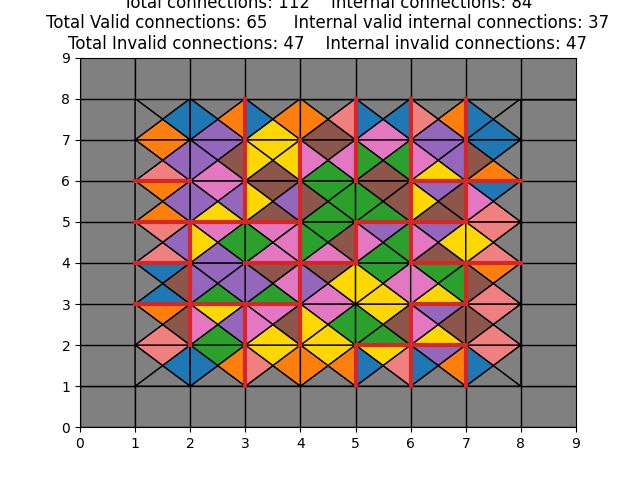 Total connections: 112    Internal connections: 84
Total Valid connections: 65     Internal valid internal connections: 37
Total Invalid connections: 47    Internal invalid connections: 47
9
8
7
6
5
4
3
2
1
0
0 1 2 3 4 5 6 7 8 9